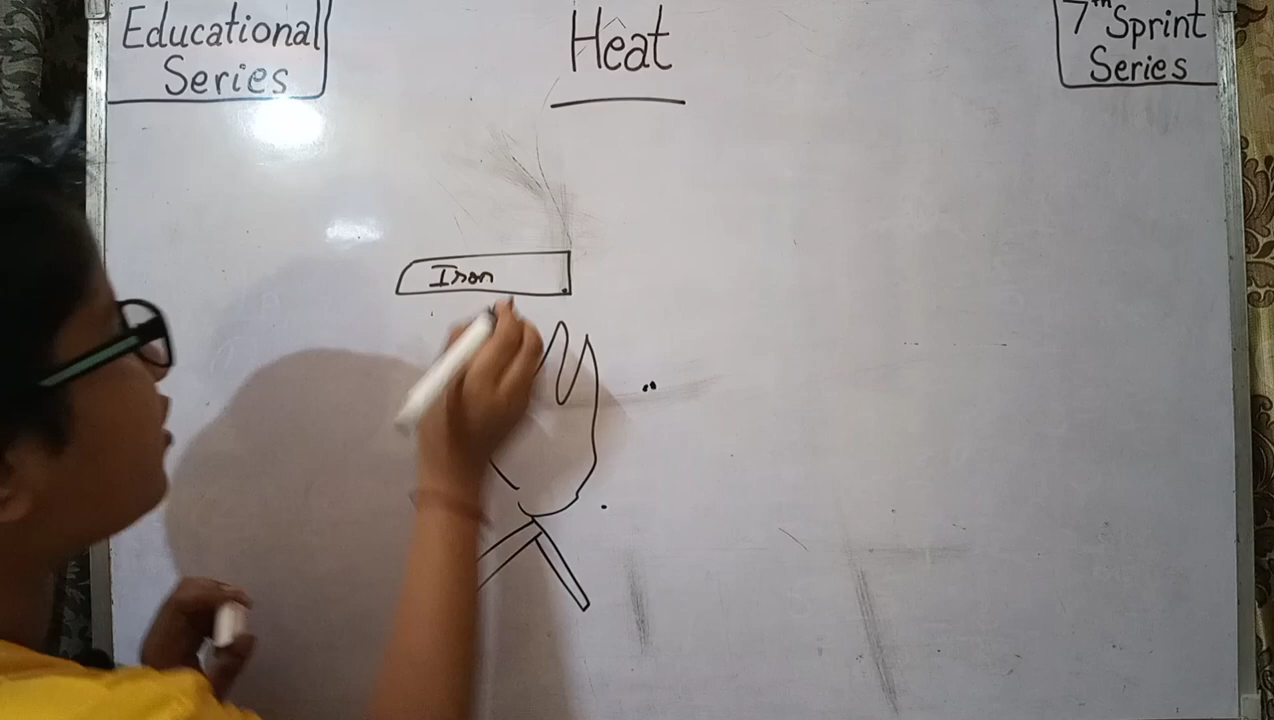 Educational
Series
Heat
7th Sprint
Series
Iron